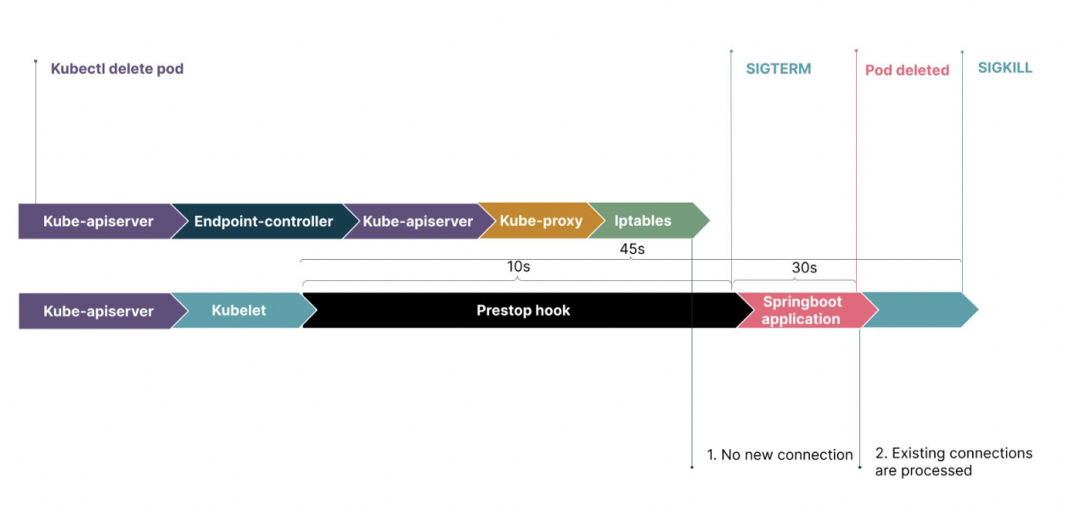 Kubectl delete pod
SIGTERM
Pod deleted
SIGKILL
Kube-apiserver
Endpoint-controller
Kube-apiserver
Kube-proxy
Iptables
45s
10s
30s
Kube-apiserver
Kubelet
Prestop hook
Springboot
application
1. No new connection
2. Existing connections
are processed